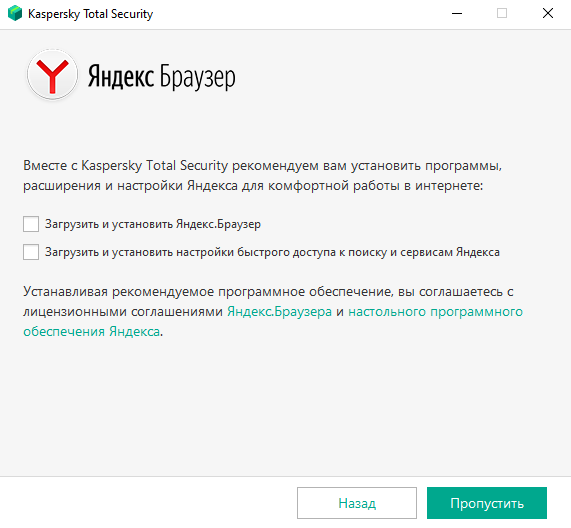 Kaspersky Total Security
Яндекс Браузер
Вместе с Kaspersky Total Security рекомендуем вам установить программы,
расширения и настройки Яндекса для комфортной работы в интернете:
Загрузить и установить Яндекс.Браузер
Загрузить и установить настройки быстрого доступа к поиску и сервисам Яндекса
Устанавливая рекомендуемое программное обеспечение, вы соглашаетесь с
лицензионными соглашениями Яндекс.Браузера и настольного программного
обеспечения Яндекса.
Назад
Пропустить